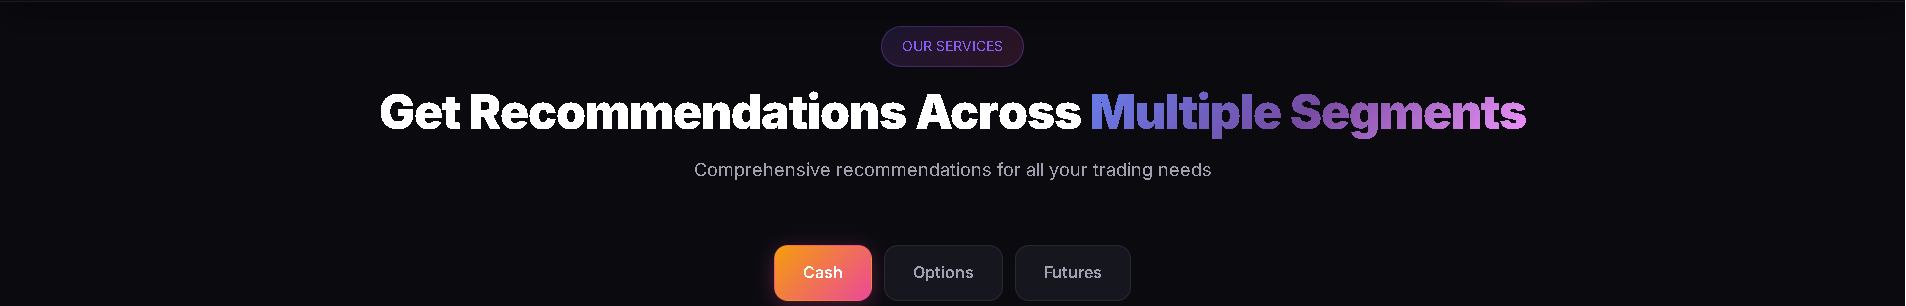 OUR SERVICES
Get Recommendations Across Multiple Segments
Comprehensive recommendations for all your trading needs
Cash
Options
Futures